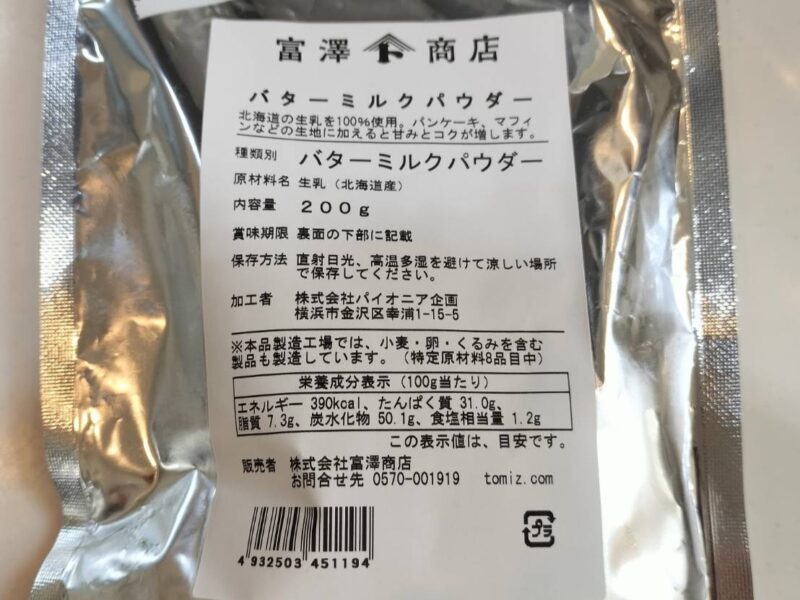 富澤商店
バターミルクパウダー
北海道の生乳を100%使用。パンケーキ、マフィ
ンなどの生地に加えると甘みとコクが増します。
種類別 バターミルクパウダー
原材料名 生乳（北海道産）
内容量 200g
賞味期限 裏面の下部に記載
保存方法 直射日光、高温多湿を避けて涼しい場所
で保存してください。
加工者 株式会社パイオニア企画
横浜市金沢区幸浦1-15-5
※本品製造工場では、小麦・卵・くるみを含む
製品も製造しています。（特定原材料8品目中）
栄養成分表示（100g当たり）
エネルギー 390kcal、たんぱく質 31.0g、
脂質 7.3g、炭水化物 50.1g、食塩相当量 1.2g
この表示値は、目安です。
販売者 株式会社富澤商店
お問合せ先 0570-001919 tomiz.com
プラ
4 932503 451194